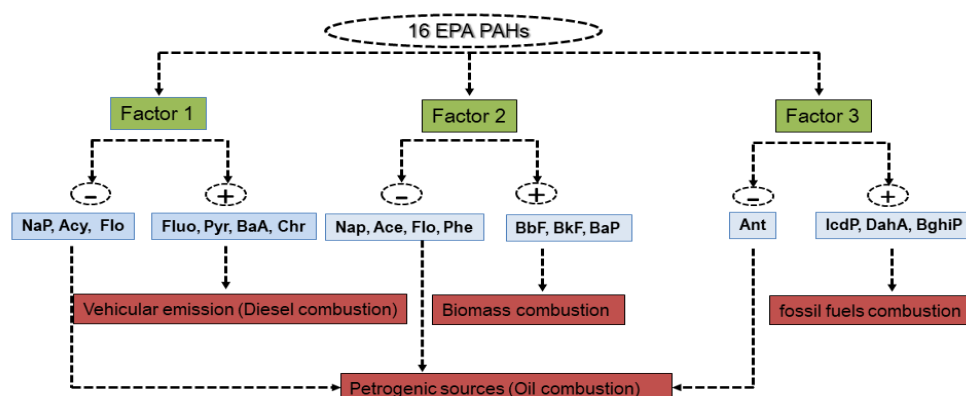 16 EPA PAHs
Factor 1
Factor 2
Factor 3
-
+
-
+
-
+
NaP, Acy, Flo
Fluo, Pyr, BaA, Chr
Nap, Ace, Flo, Phe
BbF, BkF, BaP
Ant
IcdP, DahA, BghiP
Vehicular emission (Diesel combustion)
Biomass combustion
fossil fuels combustion
Petrogenic sources (Oil combustion)